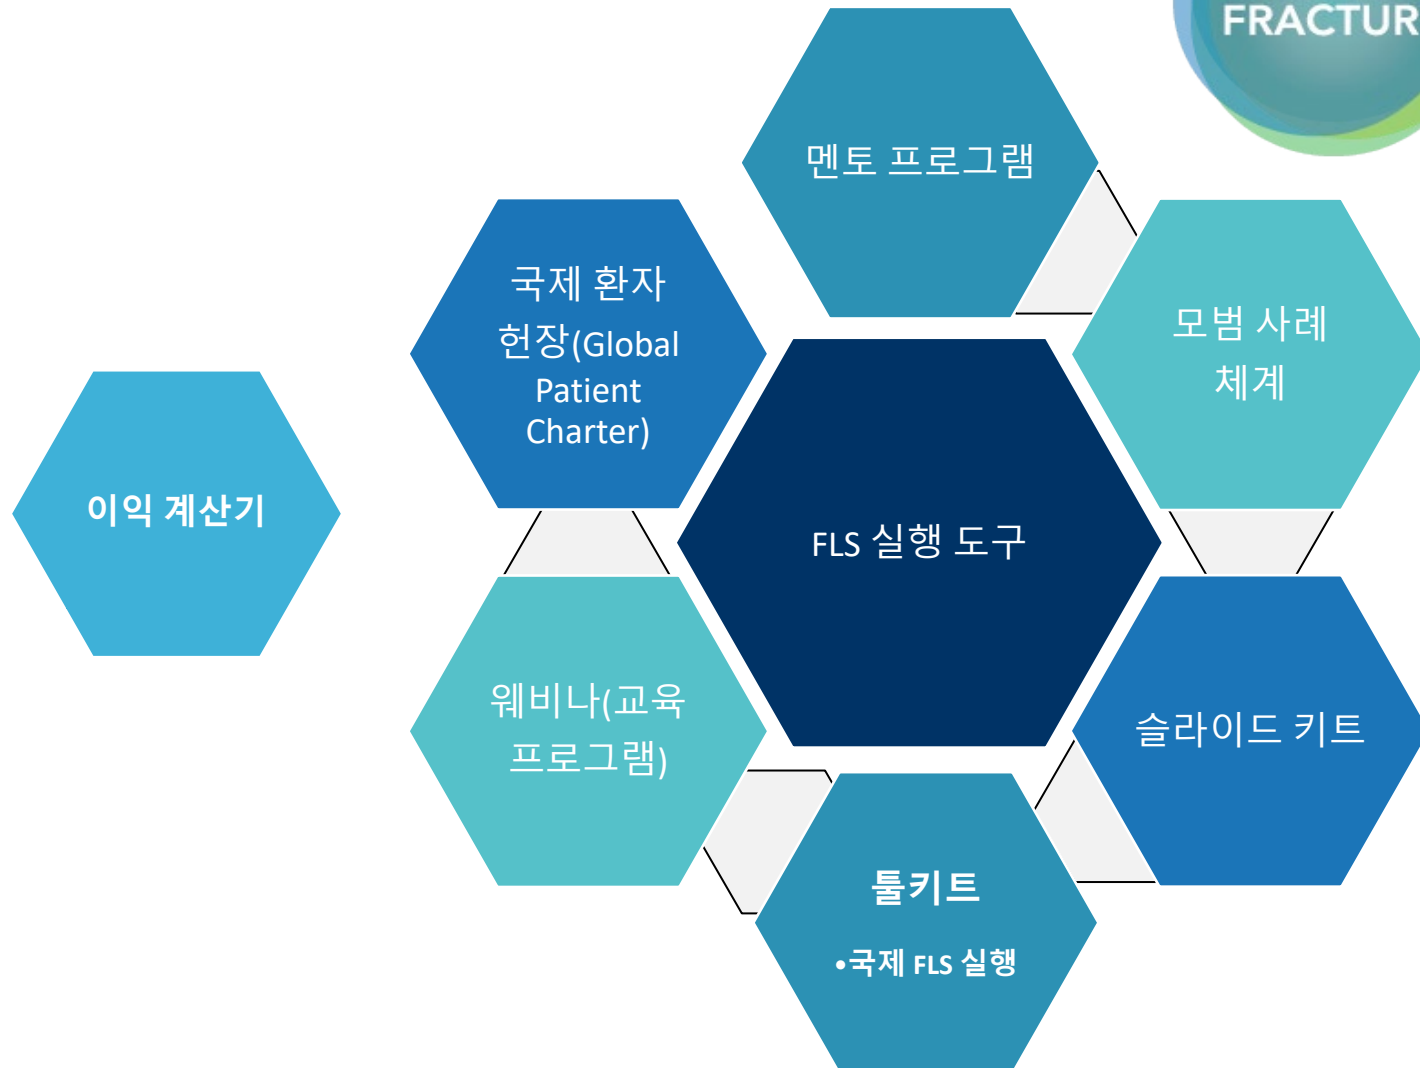 FRACTUR
멘토 프로그램
국제 환자
헌장(Global
Patient
Charter)
모범 사례
체계
이익 계산기
FLS 실행 도구
웨비나(교육
프로그램)
슬라이드 키트
툴키트
•국제 FLS 실행